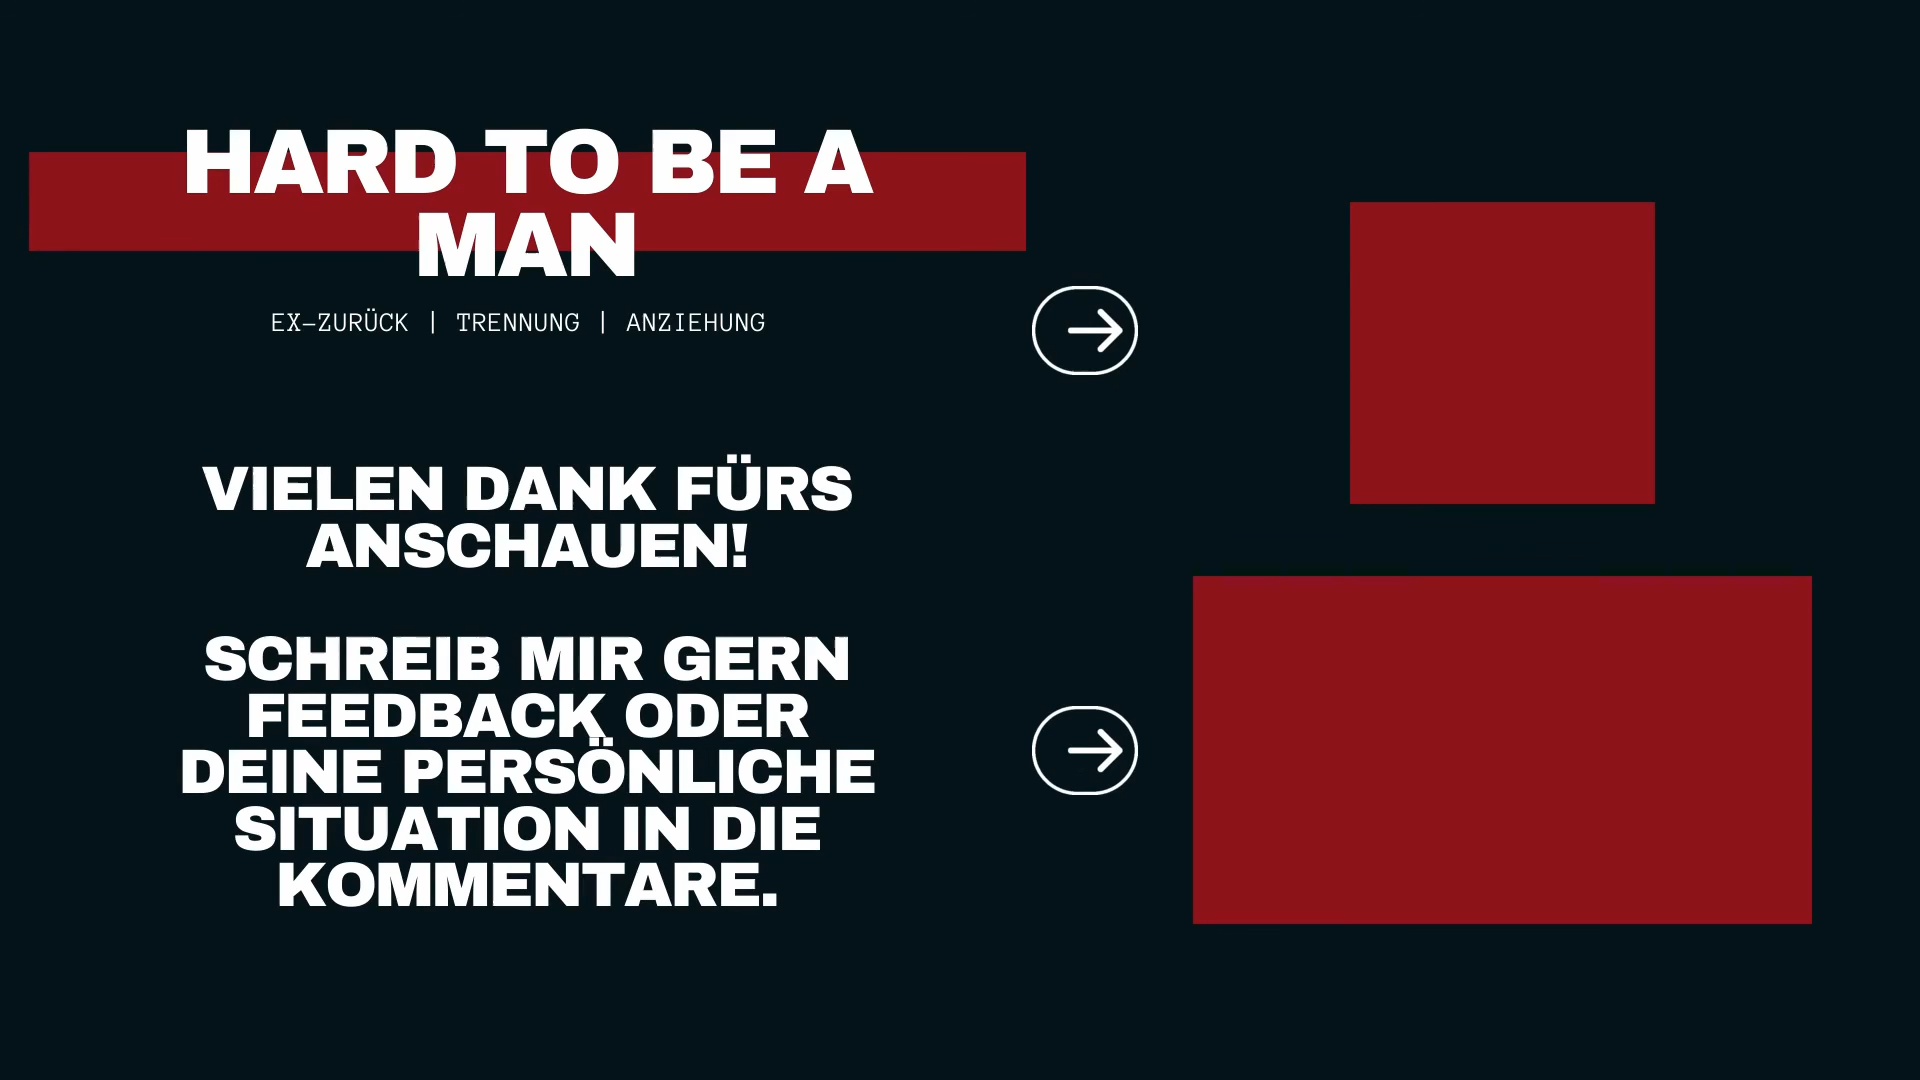 HARD TO BE A
MAN
EX-ZURÜCK | TRENNUNG | ANZIEHUNG
VIELEN DANK FÜRS
ANSCHAUEN!
SCHREIB MIR GERN
FEEDBACK ODER
DEINE PERSÖNLICHE
SITUATION IN DIE
KOMMENTARE.